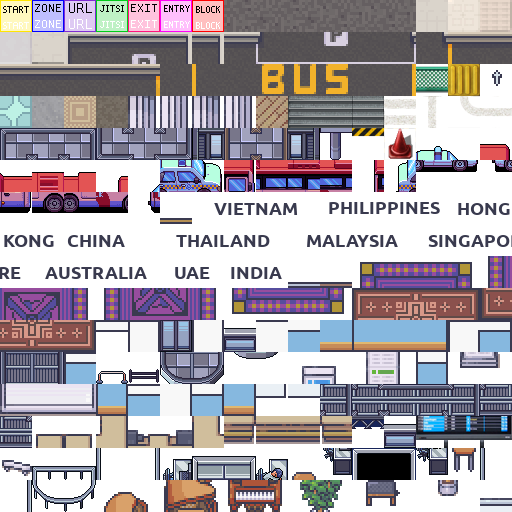 START ZONE URL JITSI EXIT ENTRY BLOCK
START ZONE URL JITSI EXIT ENTRY BLOCK
BUS
VIETNAM PHILIPPINES HONG
KONG CHINA THAILAND MALAYSIA SINGAPO
RE AUSTRALIA UAE INDIA